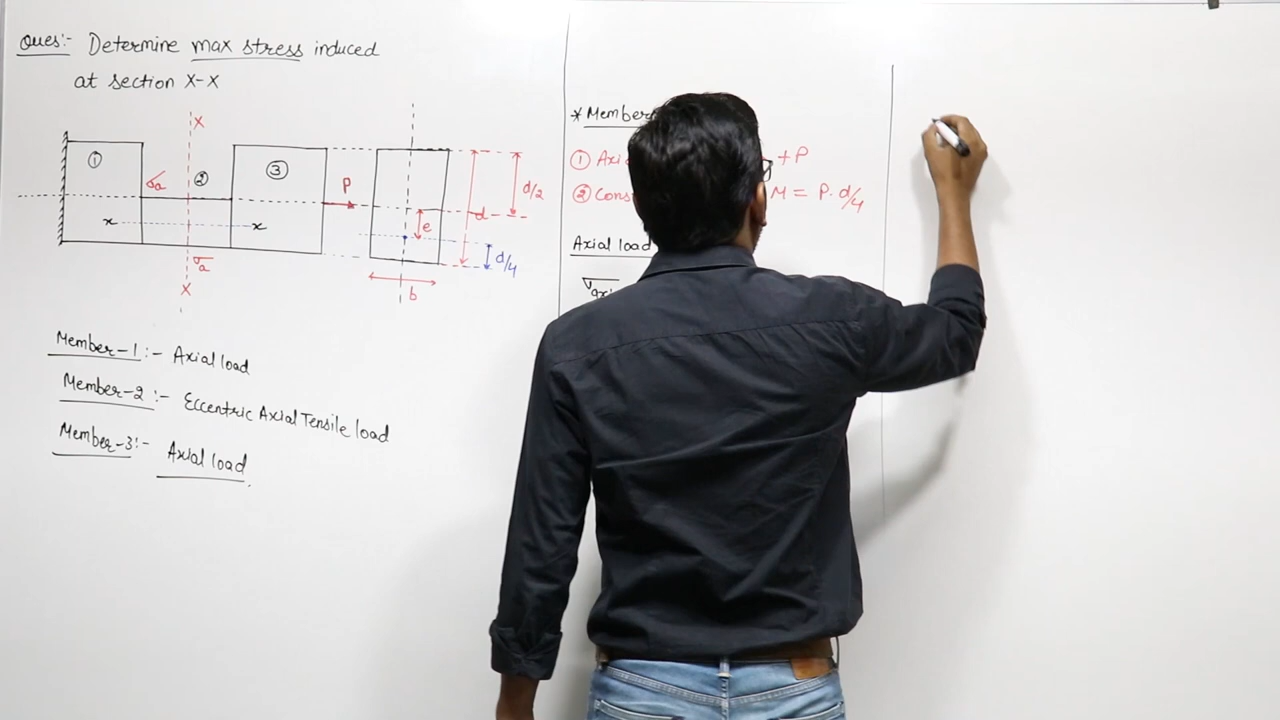 Ques:- Determine max stress induced
at section X-X
X
①
σa
②
③
P
x
x
σa
X
d/2
d
e
d/4
b
Member-1:- Axial load
Member-2:- Eccentric Axial Tensile load
Member-3:- Axial load
* Member
① Axi +P
② Cons M = P. d/4
Axial load
σaxi